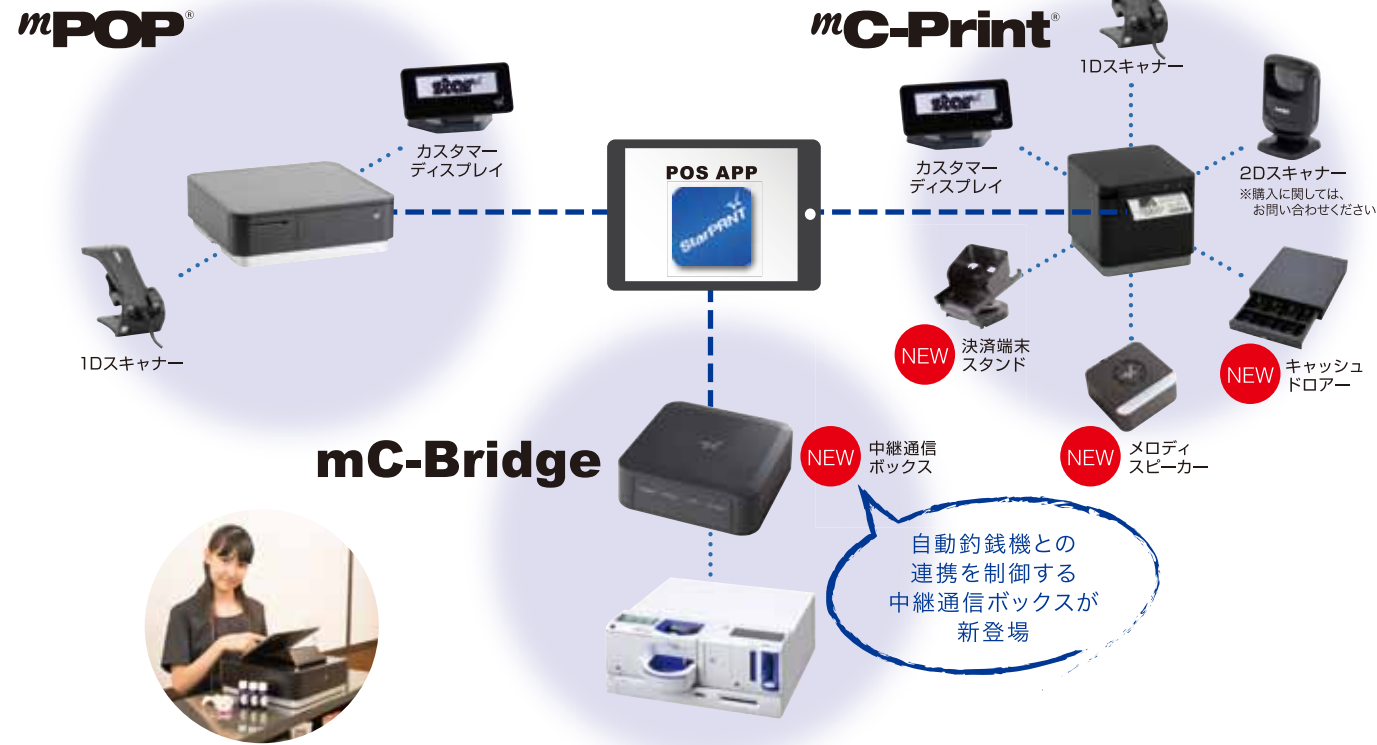 mPOP®
カスタマー
ディスプレイ
1Dスキャナー
POS APP
StarPRNT
mC-Print®
1Dスキャナー
star
カスタマー
ディスプレイ
star
2Dスキャナー
※購入に関しては、
お問い合わせください
NEW
決済端末
スタンド
NEW
キャッシュ
ドロアー
NEW
メロディ
スピーカー
mC-Bridge
NEW
中継通信
ボックス
自動釣銭機との
連携を制御する
中継通信ボックスが
新登場